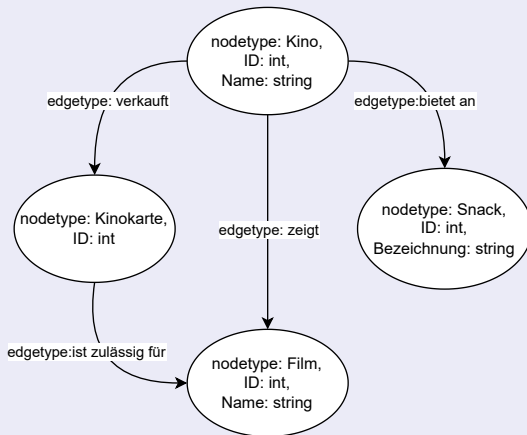 nodetype: Kino,
ID: int,
Name: string
edgetype: verkauft
edgetype:bietet an
nodetype: Kinokarte,
ID: int
edgetype: zeigt
nodetype: Snack,
ID: int,
Bezeichnung: string
edgetype:ist zulässig für
nodetype: Film,
ID: int,
Name: string